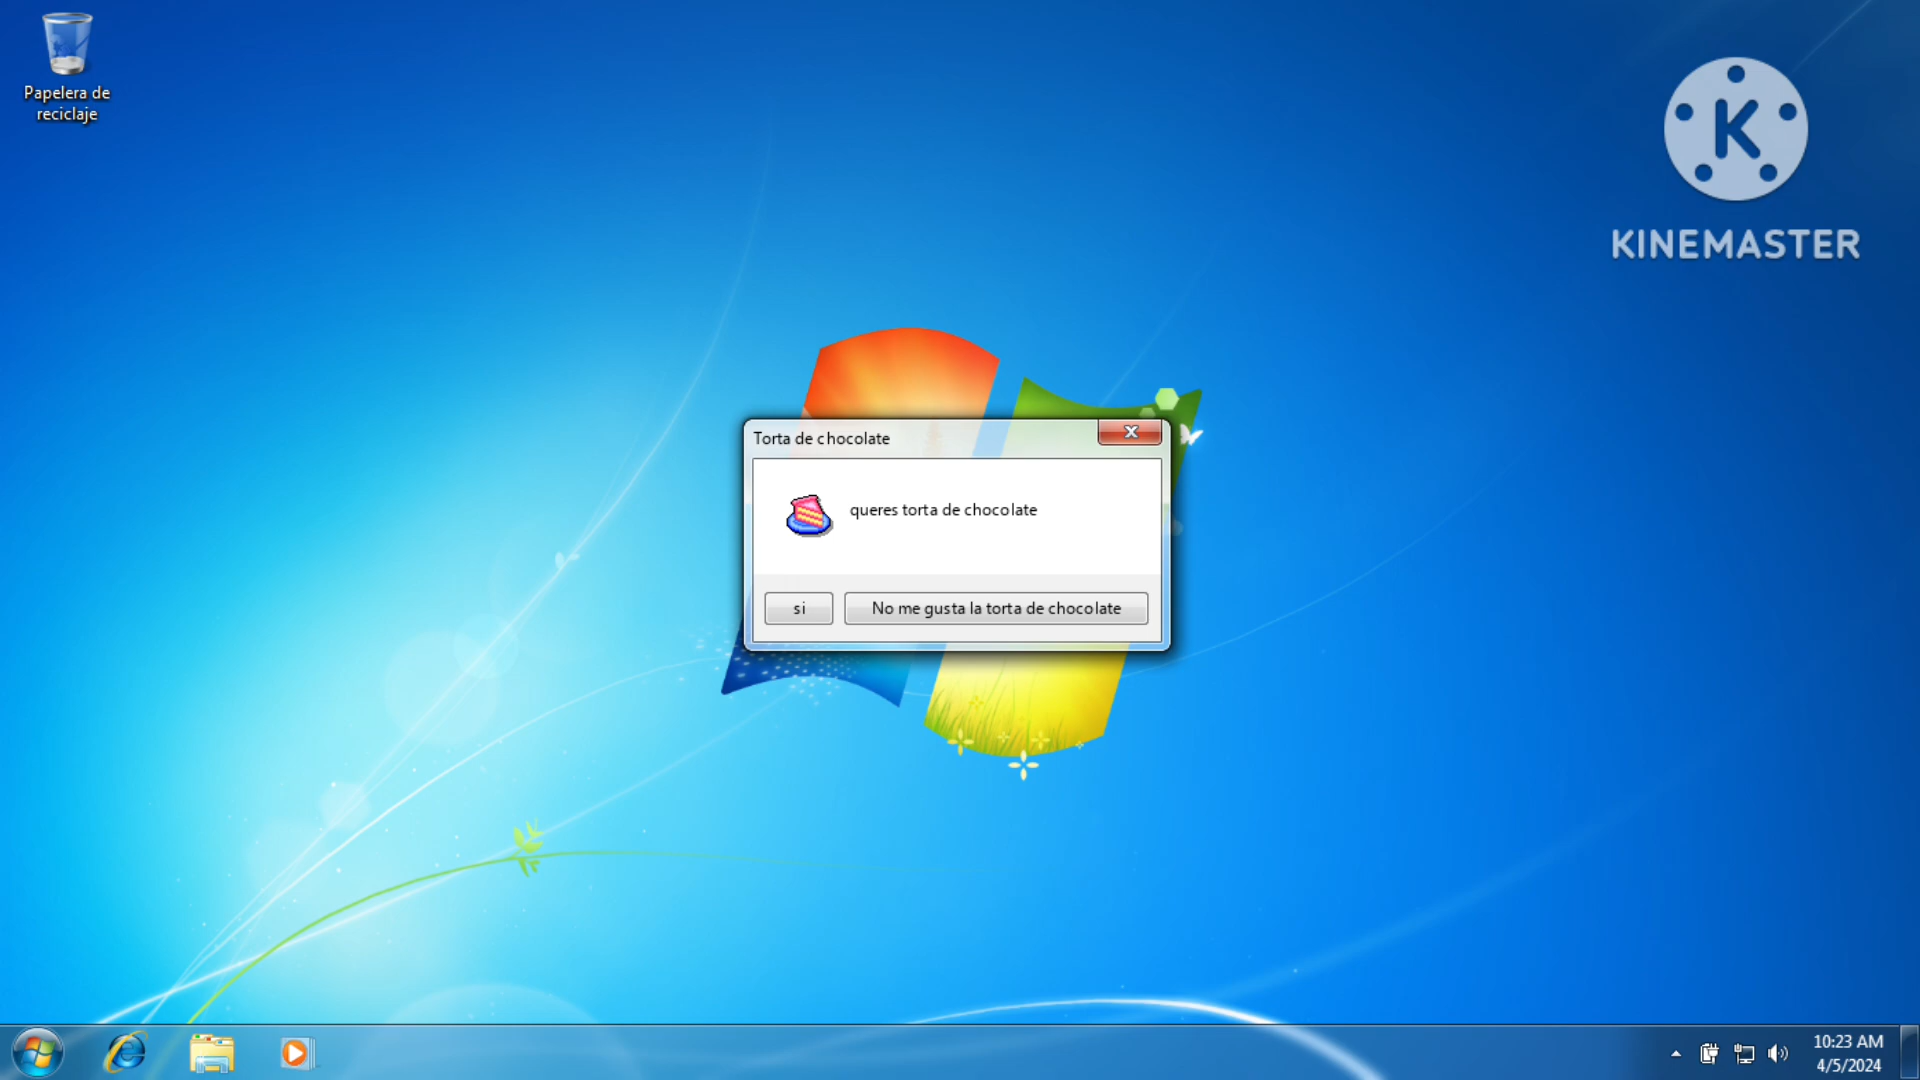 Papelera de
reciclaje
K
KINEMASTER
Torta de chocolate
queres torta de chocolate
si
No me gusta la torta de chocolate
10:23 AM
4/5/2024